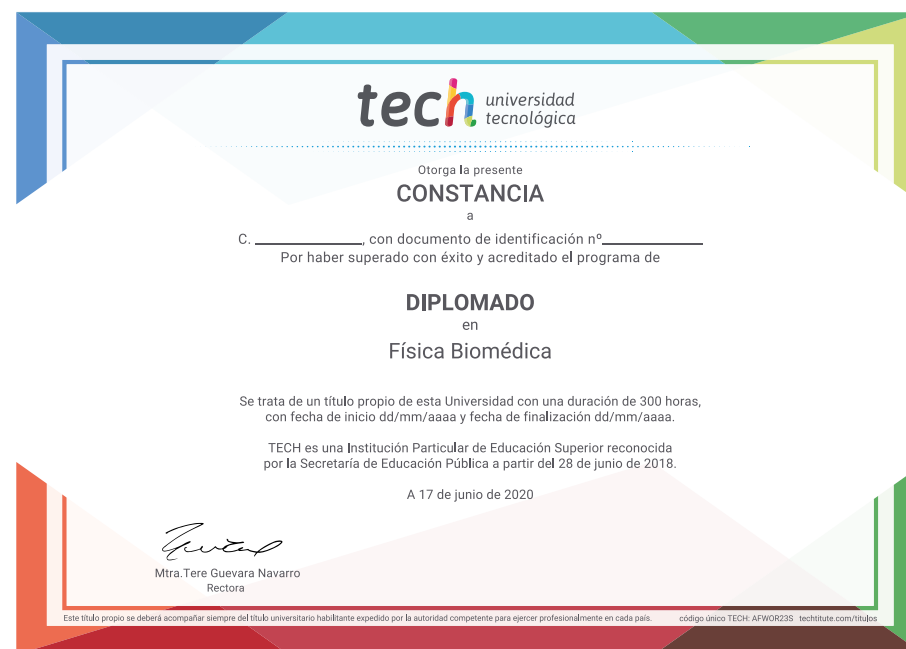 tech universidad
tecnológica
Otorga la presente
CONSTANCIA
a
C. ____________, con documento de identificación nº____________
Por haber superado con éxito y acreditado el programa de
DIPLOMADO
en
Física Biomédica
Se trata de un título propio de esta Universidad con una duración de 300 horas,
con fecha de inicio dd/mm/aaaa y fecha de finalización dd/mm/aaaa.
TECH es una Institución Particular de Educación Superior reconocida
por la Secretaría de Educación Pública a partir del 28 de junio de 2018.
A 17 de junio de 2020
Mtra.Tere Guevara Navarro
Rectora
Este título propio se deberá acompañar siempre del título universitario habilitante expedido por la autoridad competente para ejercer profesionalmente en cada país. código único TECH: AFWOR23S techtitute.com/titulos